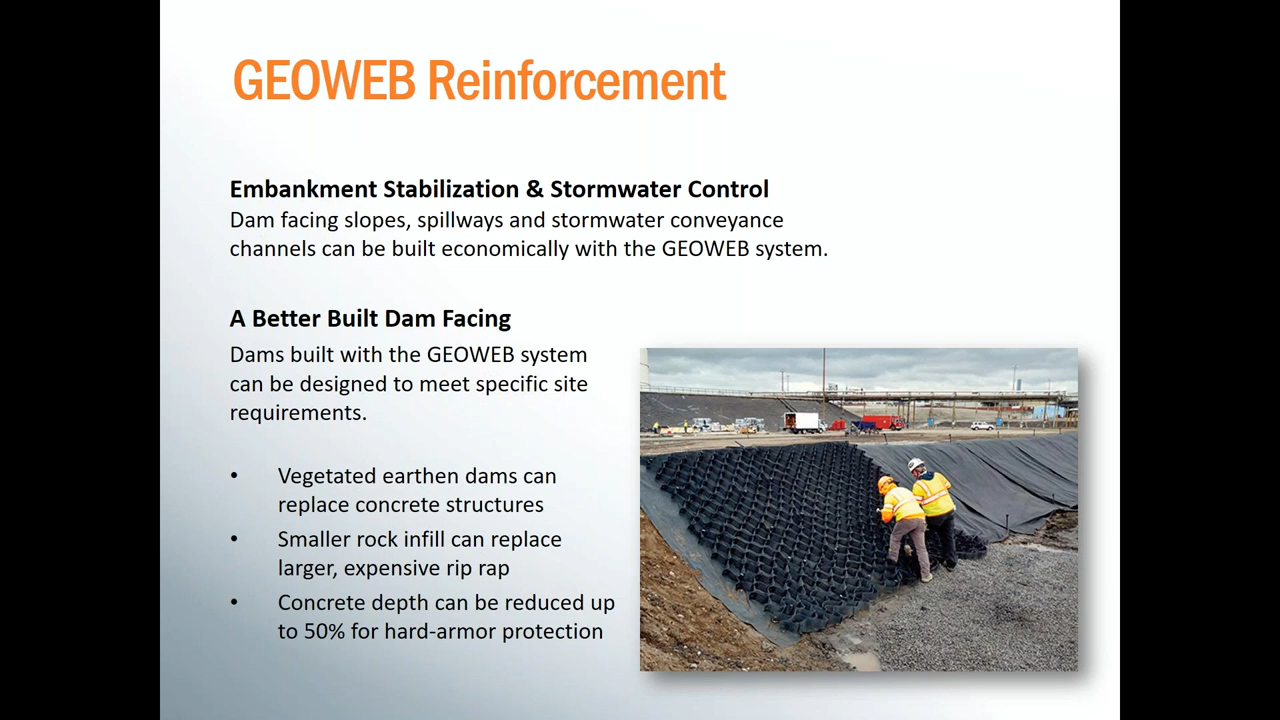 GEOWEB Reinforcement
Embankment Stabilization & Stormwater Control
Dam facing slopes, spillways and stormwater conveyance
channels can be built economically with the GEOWEB system.
A Better Built Dam Facing
Dams built with the GEOWEB system
can be designed to meet specific site
requirements.
• Vegetated earthen dams can
replace concrete structures
• Smaller rock infill can replace
larger, expensive rip rap
• Concrete depth can be reduced up
to 50% for hard-armor protection